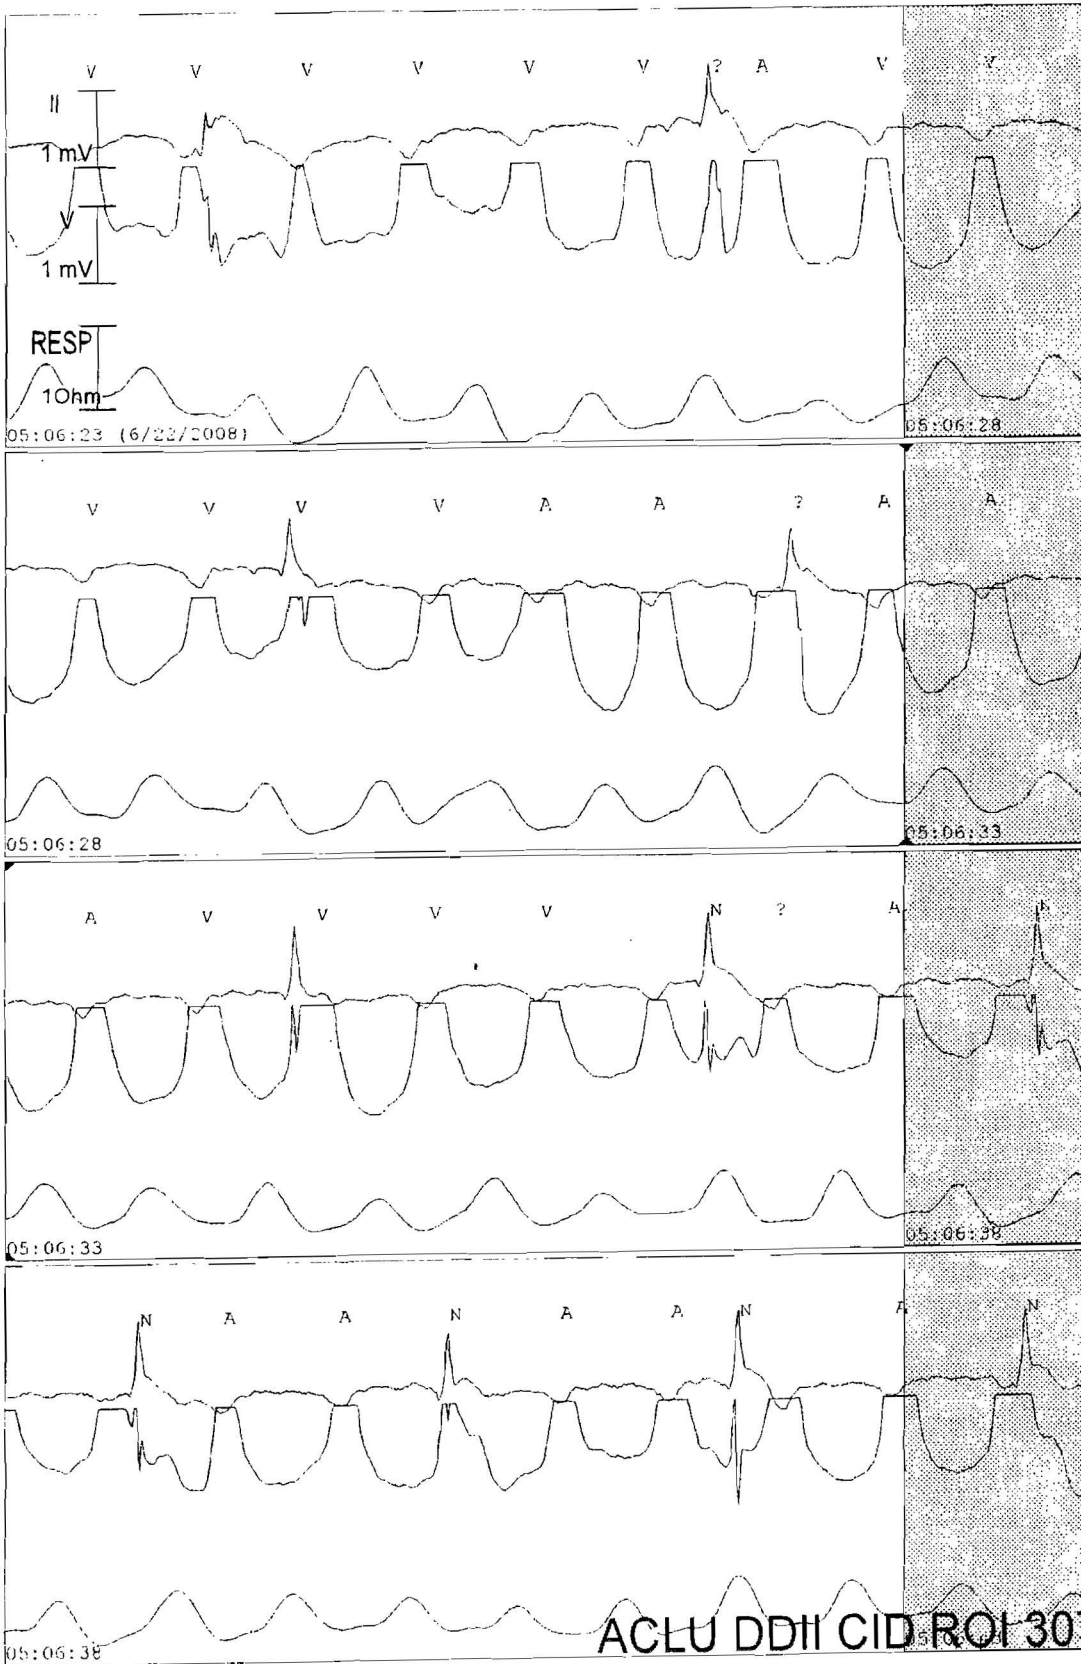 V V V V V V ? A V V
II
1 mV
1 mV
RESP
1Ohm
05:06:23 (6/22/2008) 05:06:28
V V V V A A ? A A
05:06:28 05:06:33
A V V V V N ? A N
05:06:33 05:06:38
N A A N A A N A N
05:06:38
ACLU DDII CID ROI 30